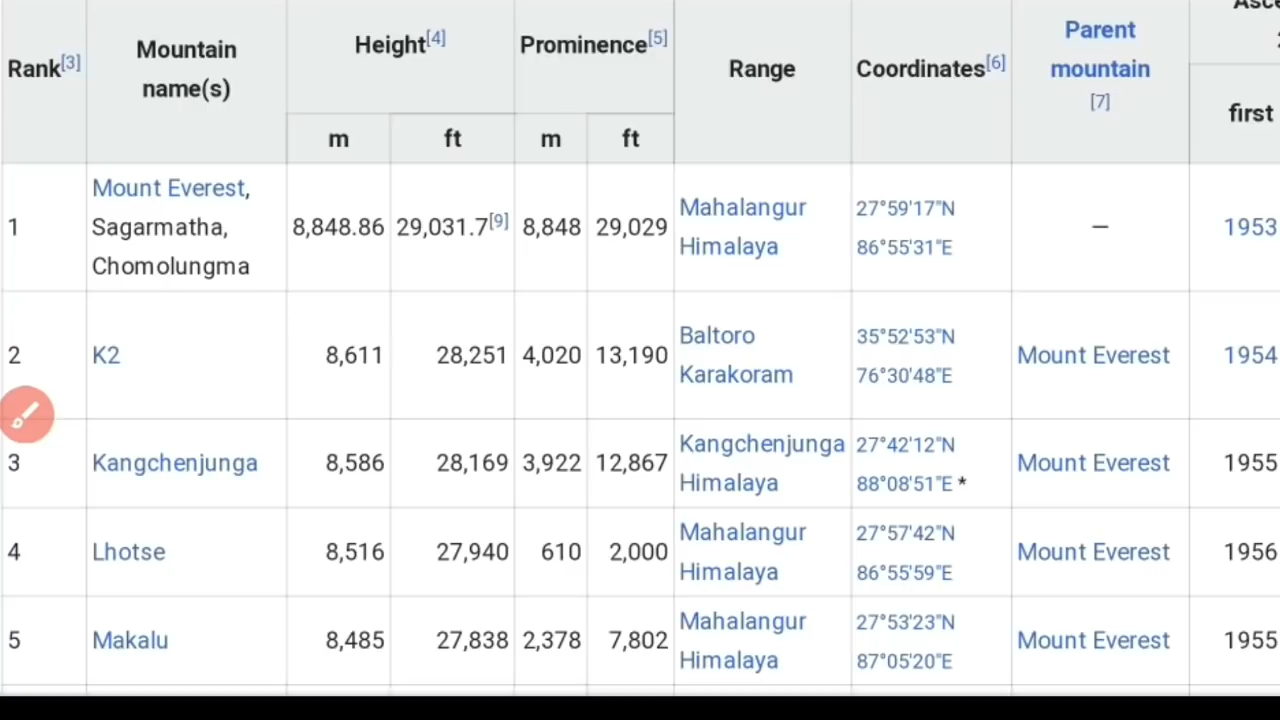 Rank[3]
Mountain
name(s)
Height[4]
Prominence[5]
Range
Coordinates[6]
Parent
mountain
[7]
first
m ft m ft
1
Mount Everest,
Sagarmatha,
Chomolungma
8,848.86 29,031.7[9] 8,848 29,029
Mahalangur
Himalaya
27°59'17"N
86°55'31"E
—
1953
2
K2
8,611 28,251 4,020 13,190
Baltoro
Karakoram
35°52'53"N
76°30'48"E
Mount Everest
1954
3
Kangchenjunga
8,586 28,169 3,922 12,867
Kangchenjunga
Himalaya
27°42'12"N
88°08'51"E *
Mount Everest
1955
4
Lhotse
8,516 27,940 610 2,000
Mahalangur
Himalaya
27°57'42"N
86°55'59"E
Mount Everest
1956
5
Makalu
8,485 27,838 2,378 7,802
Mahalangur
Himalaya
27°53'23"N
87°05'20"E
Mount Everest
1955